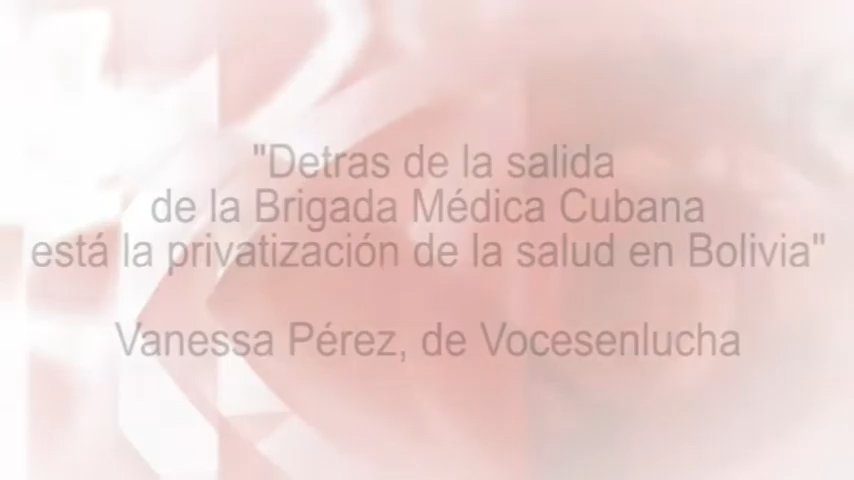 "Detras de la salida
de la Brigada Médica Cubana
está la privatización de la salud en Bolivia"
Vanessa Pérez, de Vocesenlucha